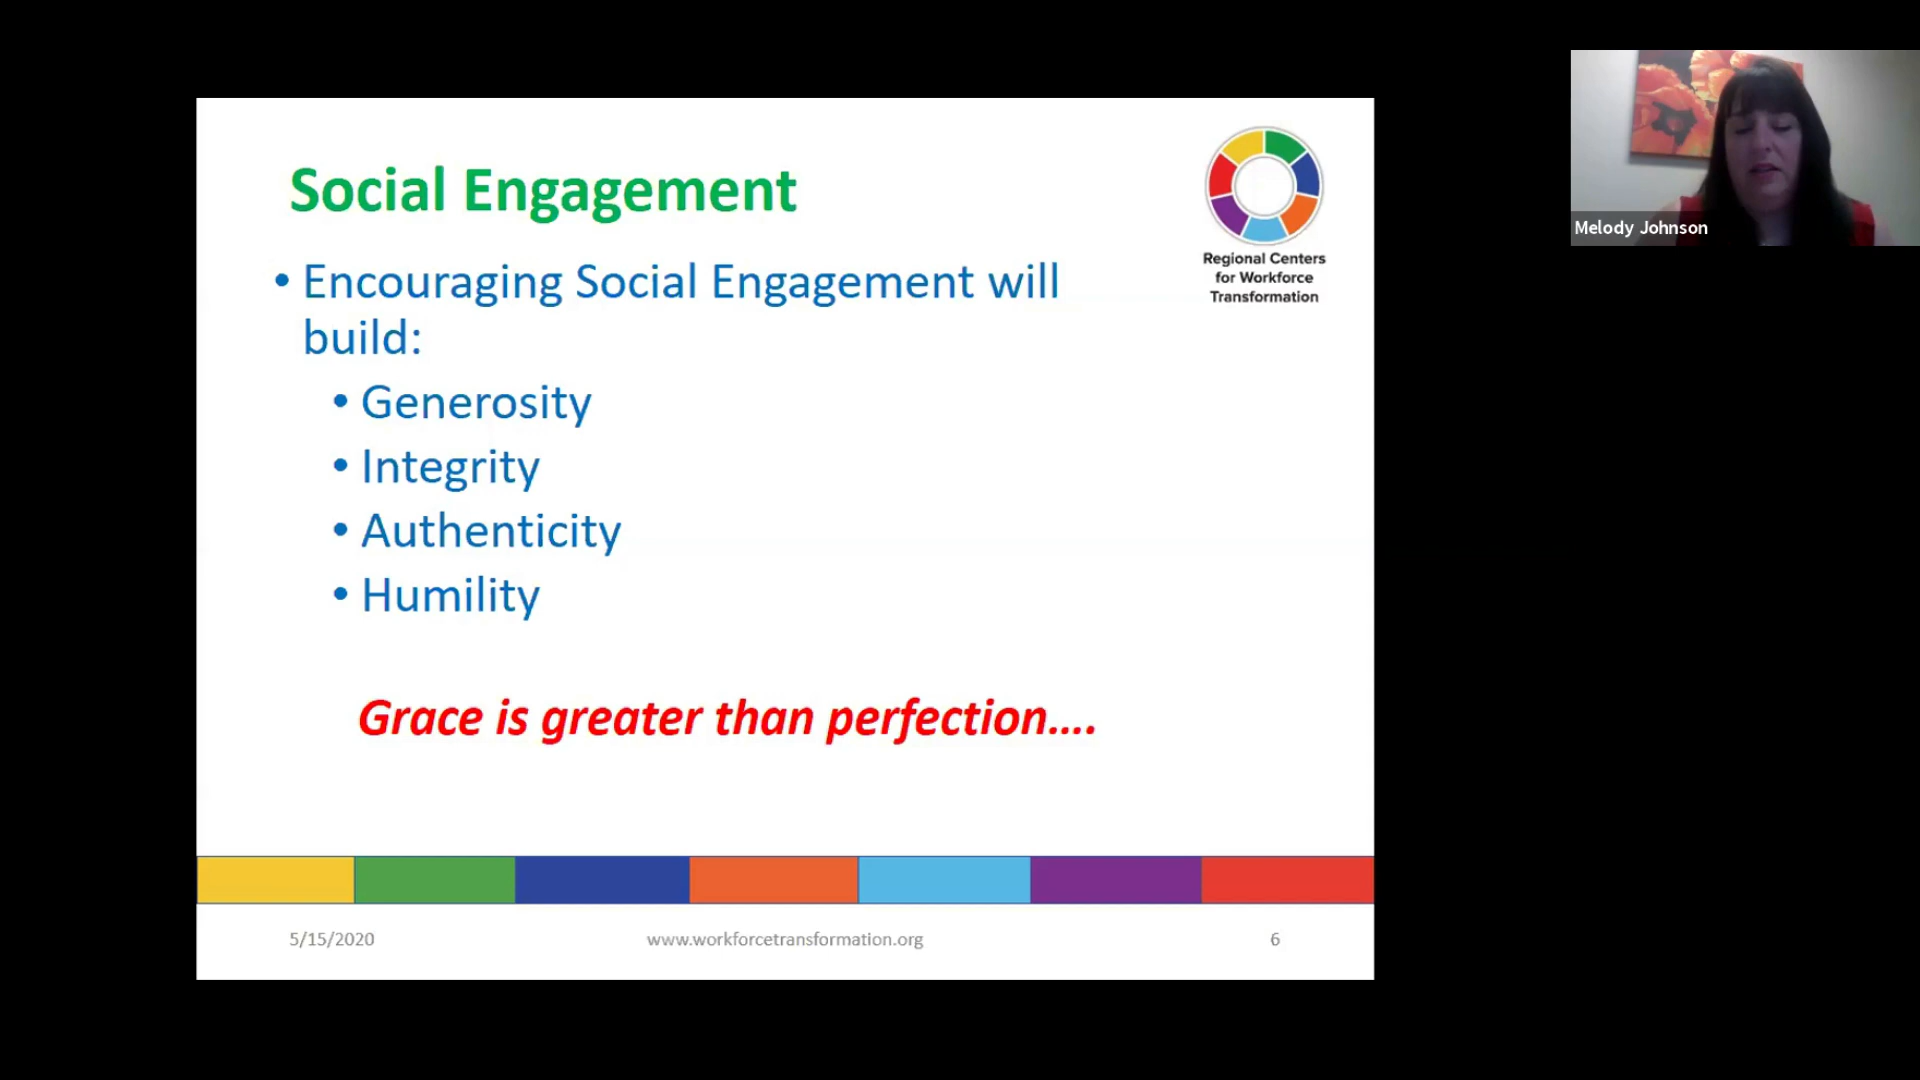 Social Engagement
• Encouraging Social Engagement will
build:
• Generosity
• Integrity
• Authenticity
• Humility
Grace is greater than perfection....
Regional Centers
for Workforce
Transformation
5/15/2020
www.workforcetransformation.org
6
Melody Johnson